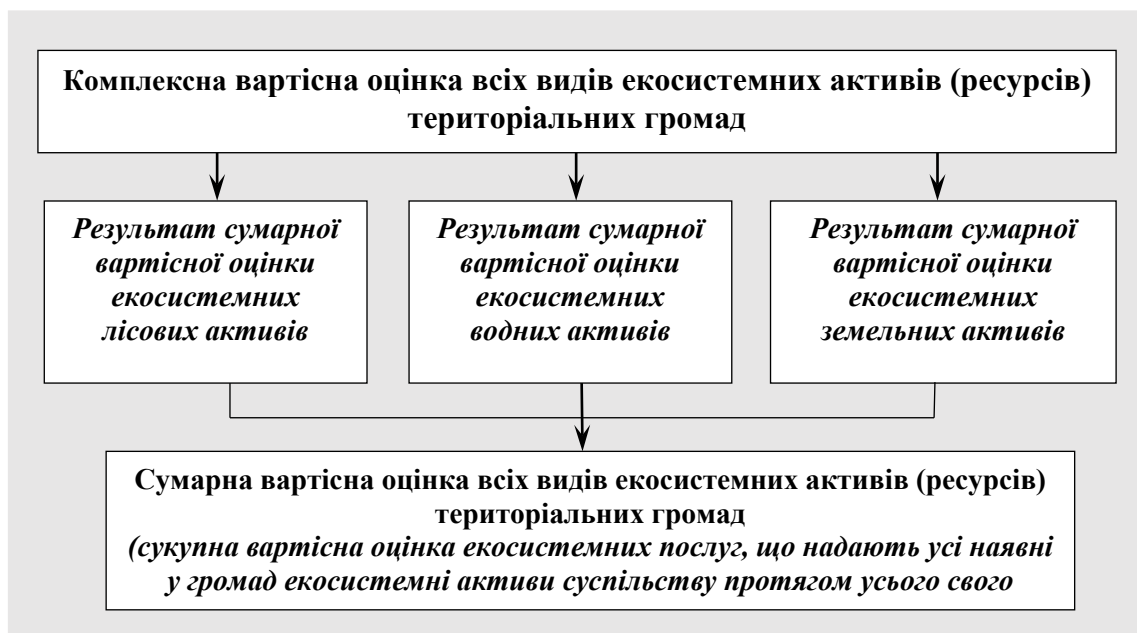 Комплексна вартісна оцінка всіх видів екосистемних активів (ресурсів)
територіальних громад
Результат сумарної
вартісної оцінки
екосистемних
лісових активів
Результат сумарної
вартісної оцінки
екосистемних
водних активів
Результат сумарної
вартісної оцінки
екосистемних
земельних активів
Сумарна вартісна оцінка всіх видів екосистемних активів (ресурсів)
територіальних громад
(сукупна вартісна оцінка екосистемних послуг, що надають усі наявні
у громад екосистемні активи суспільству протягом усього свого